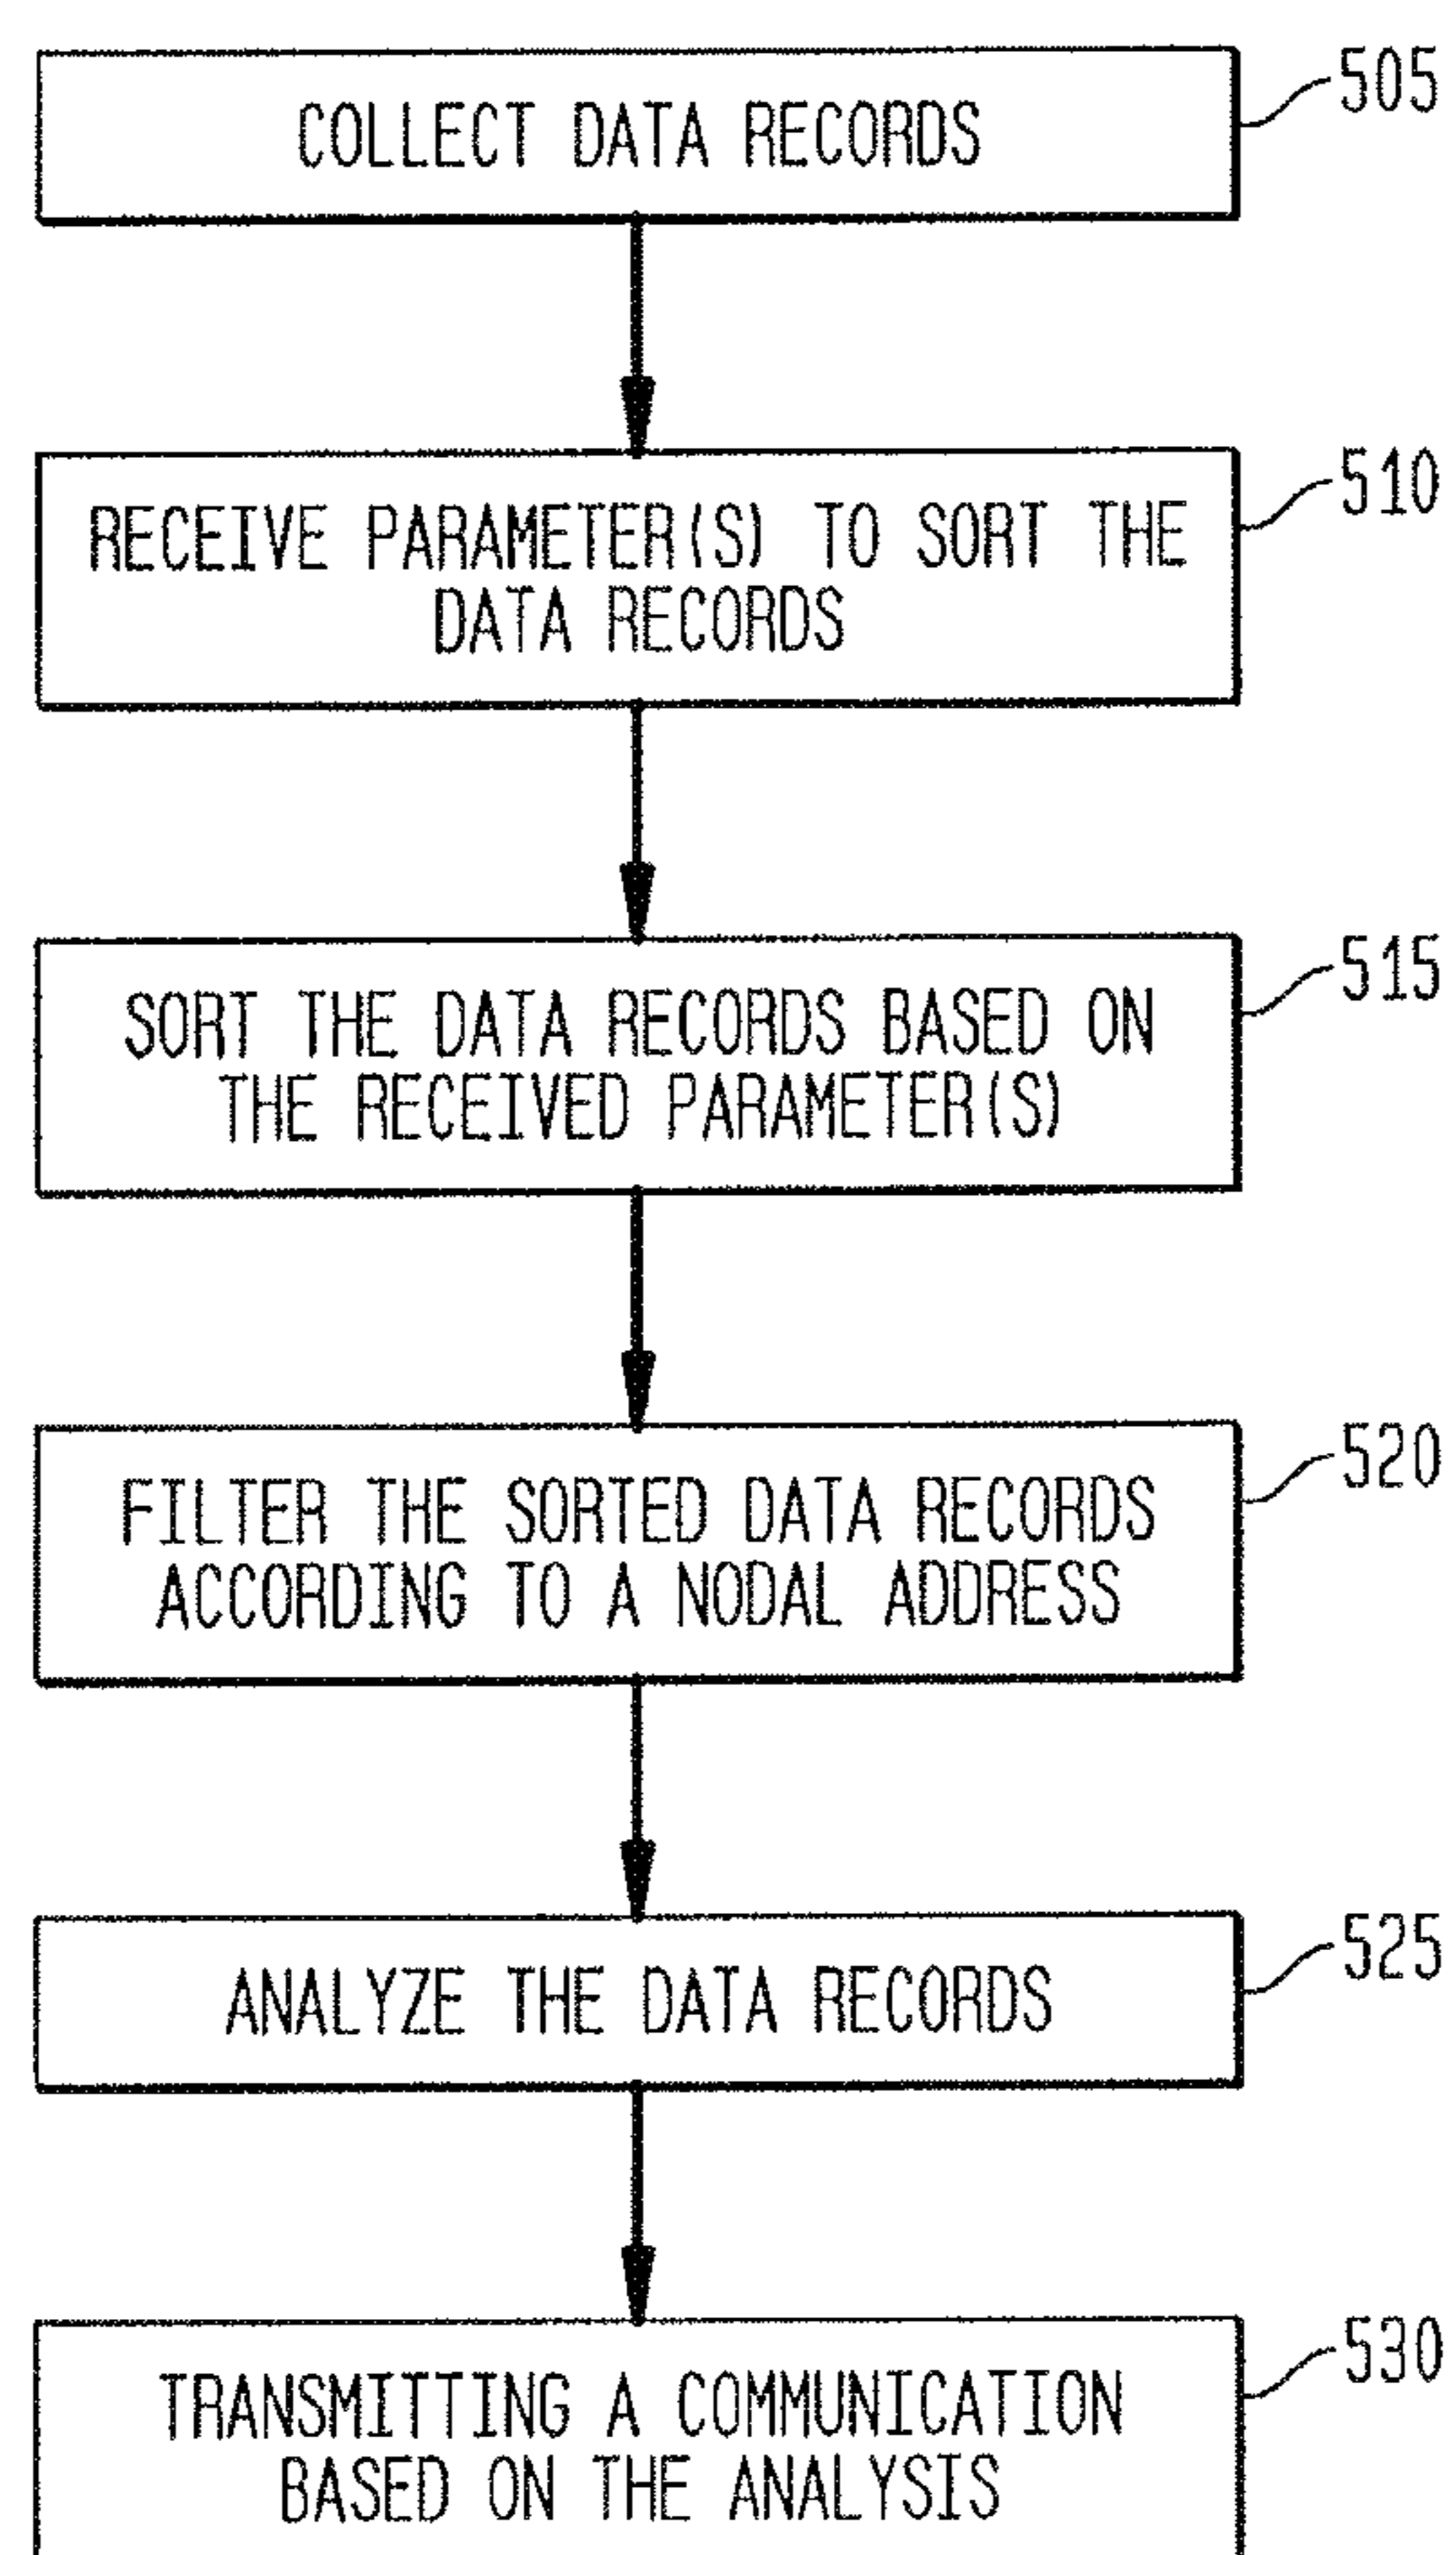 COLLECT DATA RECORDS
505
RECEIVE PARAMETER(S) TO SORT THE
DATA RECORDS
510
SORT THE DATA RECORDS BASED ON
THE RECEIVED PARAMETER(S)
515
FILTER THE SORTED DATA RECORDS
ACCORDING TO A NODAL ADDRESS
520
ANALYZE THE DATA RECORDS
525
TRANSMITTING A COMMUNICATION
BASED ON THE ANALYSIS
530